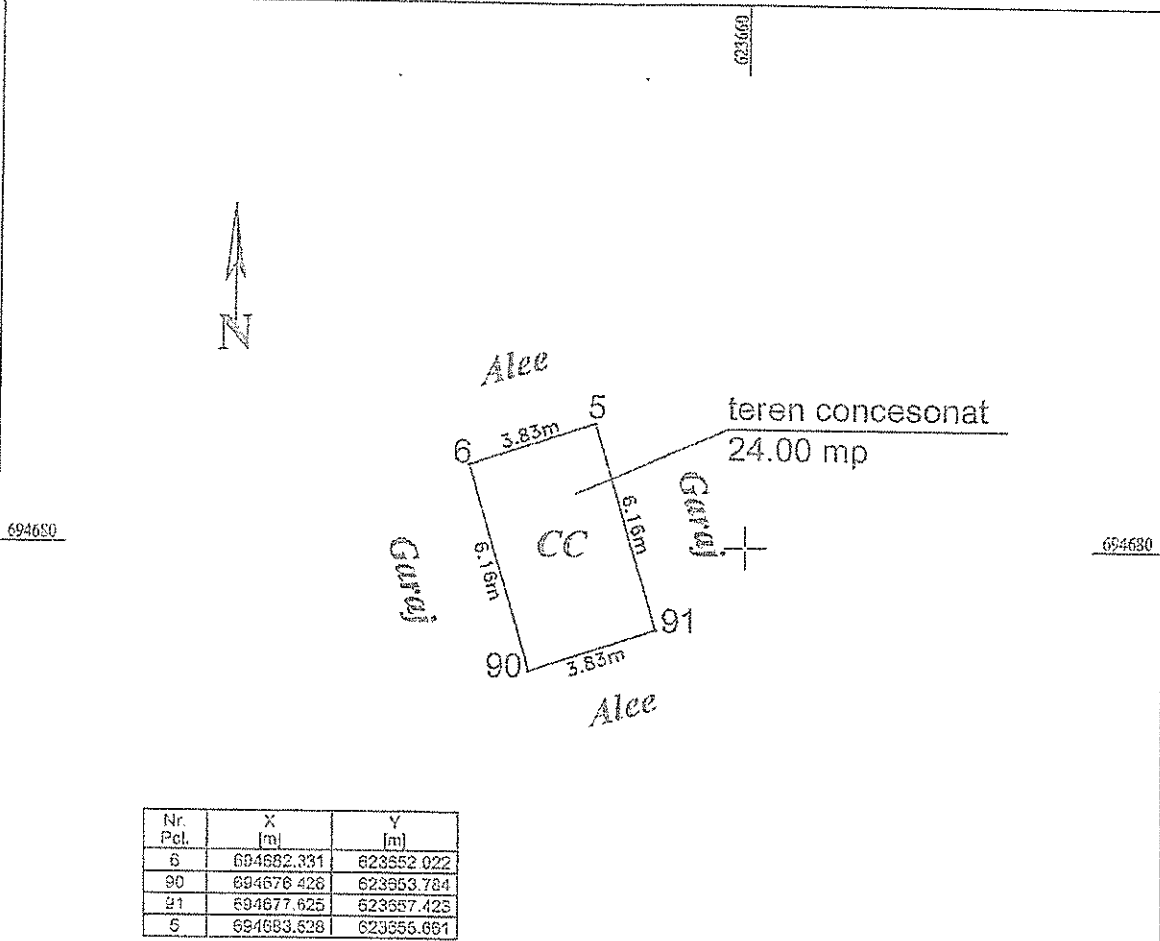 623660
N
Alee
5
6
3.83m
teren concesonat
24.00 mp
6.16m
Garaj
CC
694680
694680
Garaj
6.16m
91
90
3.83m
Alee
Nr. Pct. X [m] Y [m]
6 694682.331 623652.022
90 694676.426 623653.784
91 694677.625 623657.423
5 694683.528 623655.661